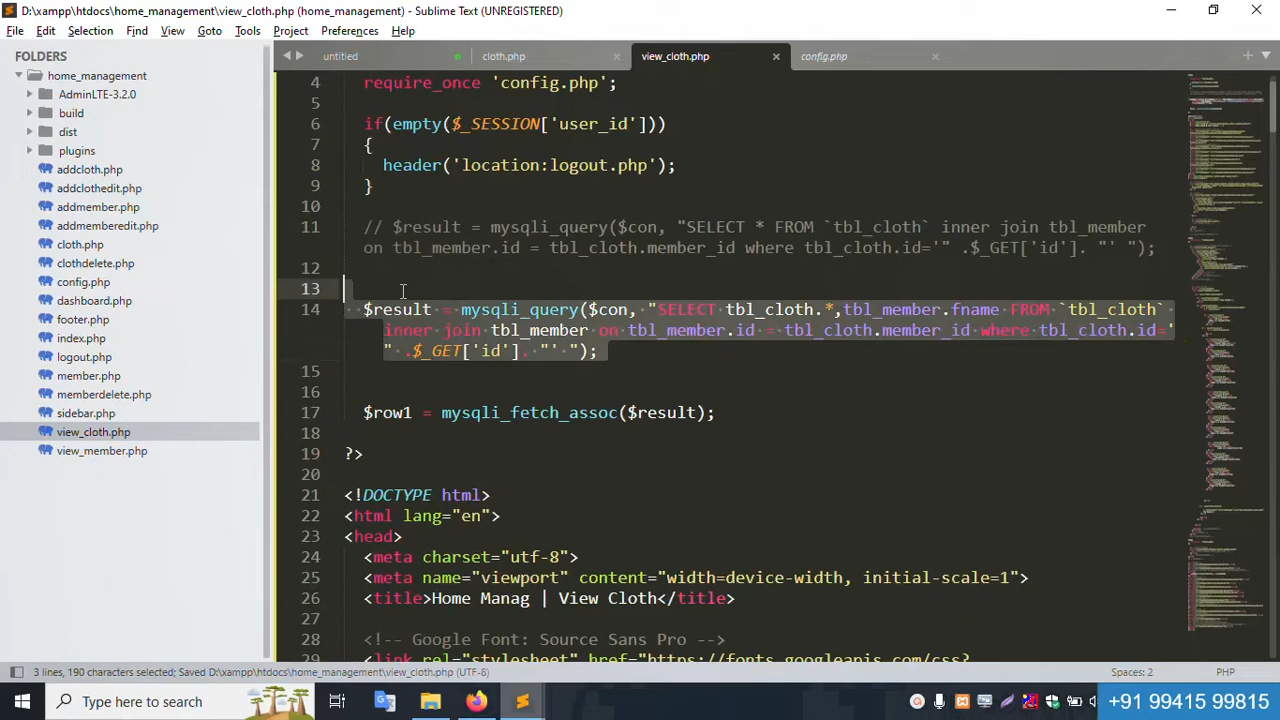 D:\xampp\htdocs\home_management\view_cloth.php (home_management) - Sublime Text (UNREGISTERED)
File Edit Selection Find View Goto Tools Project Preferences Help
FOLDERS
home_management
AdminLTE-3.2.0
build
dist
plugins
addcloth.php
addclothedit.php
addmember.php
addmemberedit.php
cloth.php
clothdelete.php
config.php
dashboard.php
footer.php
index.php
logout.php
member.php
memberdelete.php
sidebar.php
view_cloth.php
view_member.php
untitled cloth.php view_cloth.php config.php
4 require_once 'config.php';
5
6 if(empty($_SESSION['user_id']))
7 {
8 header('location:logout.php');
9 }
10
11 // $result = mysqli_query($con, "SELECT * FROM `tbl_cloth` inner join tbl_member
on tbl_member.id = tbl_cloth.member_id where tbl_cloth.id='" .$_GET['id']. "' ");
12
13
14 $result = mysqli_query($con, "SELECT tbl_cloth.*,tbl_member.fname FROM `tbl_cloth`
inner join tbl_member on tbl_member.id = tbl_cloth.member_id where tbl_cloth.id='
" .$_GET['id']. "' ");
15
16
17 $row1 = mysqli_fetch_assoc($result);
18
19 ?>
20
21 <!DOCTYPE html>
22 <html lang="en">
23 <head>
24 <meta charset="utf-8">
25 <meta name="viewport" content="width=device-width, initial-scale=1">
26 <title>Home Manag | View Cloth</title>
27
28 <!-- Google Font: Source Sans Pro -->
29 <link rel="stylesheet" href="https://fonts.googleapis.com/css?
3 lines, 190 characters selected; Saved D:\xampp\htdocs\home_management\view_cloth.php (UTF-8) Spaces: 2 PHP
Type here to search
+91 99415 99815